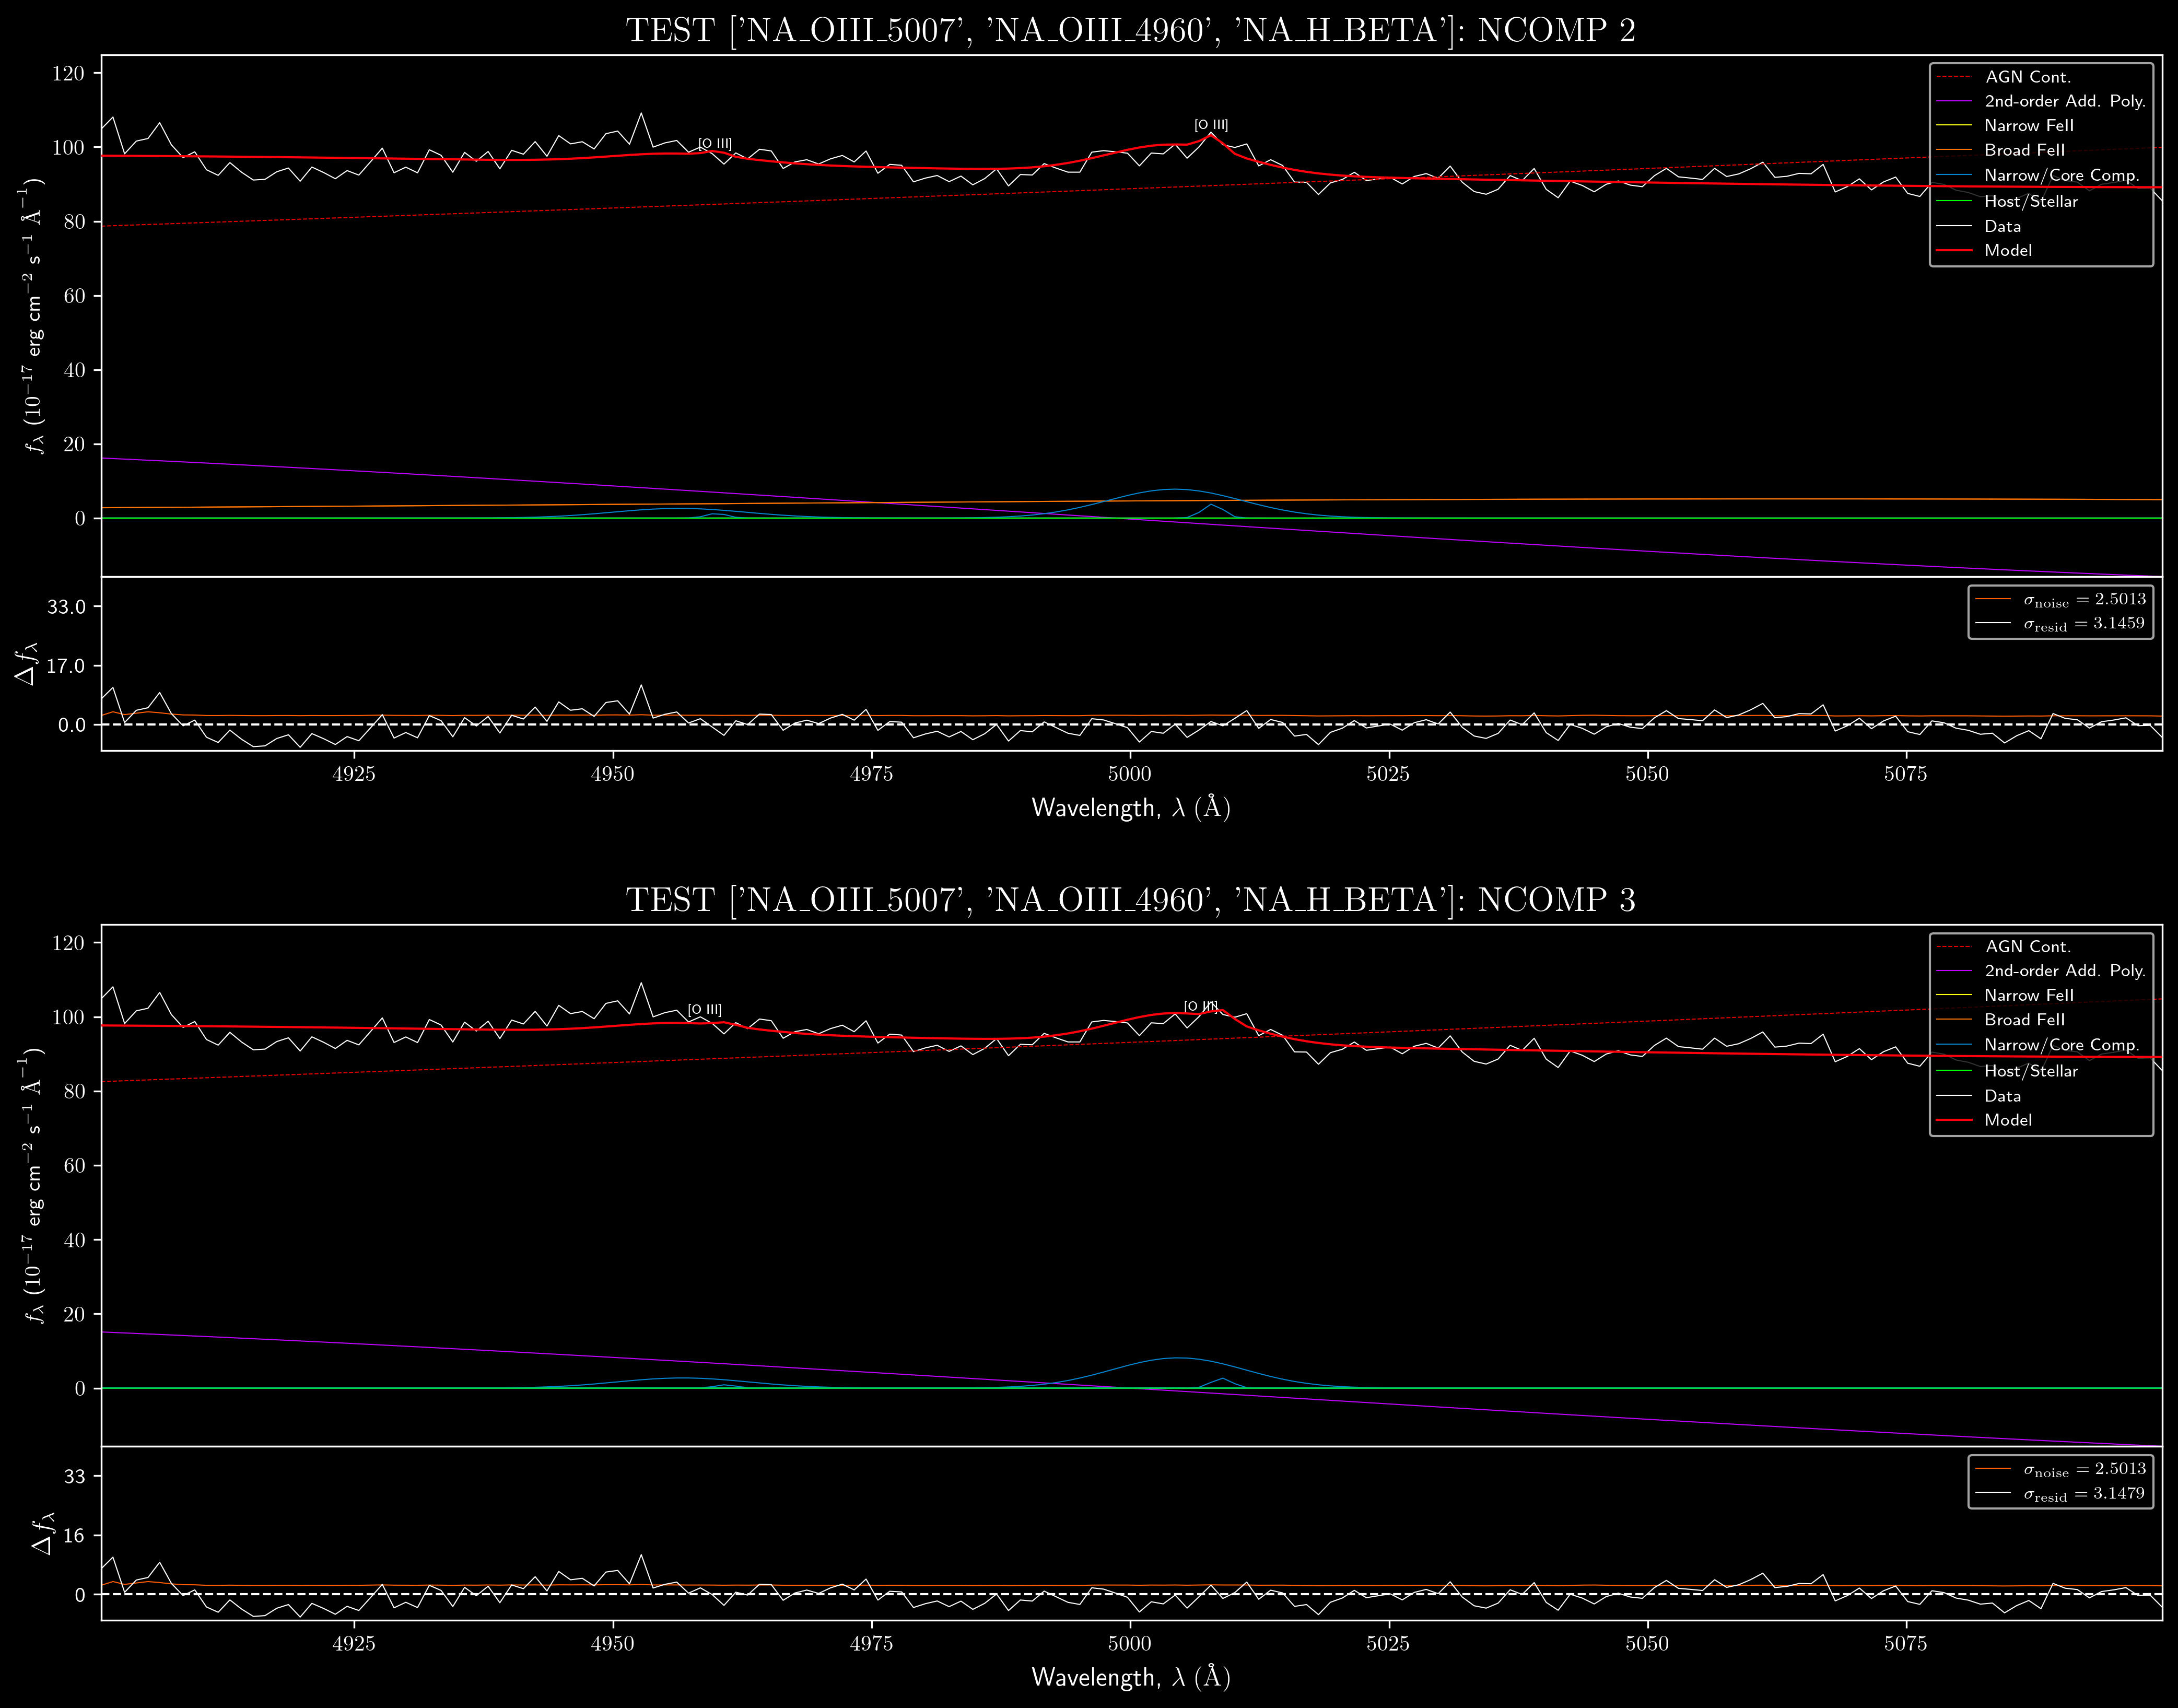 TEST ['NA_OIII_5007', 'NA_OIII_4960', 'NA_H_BETA']: NCOMP 2
120
100
80
60
40
20
0
fλ (10−17 erg cm−2 s−1 Å−1)
[O III]
[O III]
AGN Cont.
2nd-order Add. Poly.
Narrow FeII
Broad FeII
Narrow/Core Comp.
Host/Stellar
Data
Model
33.0
17.0
0.0
Δfλ
σnoise = 2.5013
σresid = 3.1459
4925 4950 4975 5000 5025 5050 5075
Wavelength, λ (Å)
TEST ['NA_OIII_5007', 'NA_OIII_4960', 'NA_H_BETA']: NCOMP 3
120
100
80
60
40
20
0
fλ (10−17 erg cm−2 s−1 Å−1)
[O III]
[O III]
AGN Cont.
2nd-order Add. Poly.
Narrow FeII
Broad FeII
Narrow/Core Comp.
Host/Stellar
Data
Model
33
16
0
Δfλ
σnoise = 2.5013
σresid = 3.1479
4925 4950 4975 5000 5025 5050 5075
Wavelength, λ (Å)